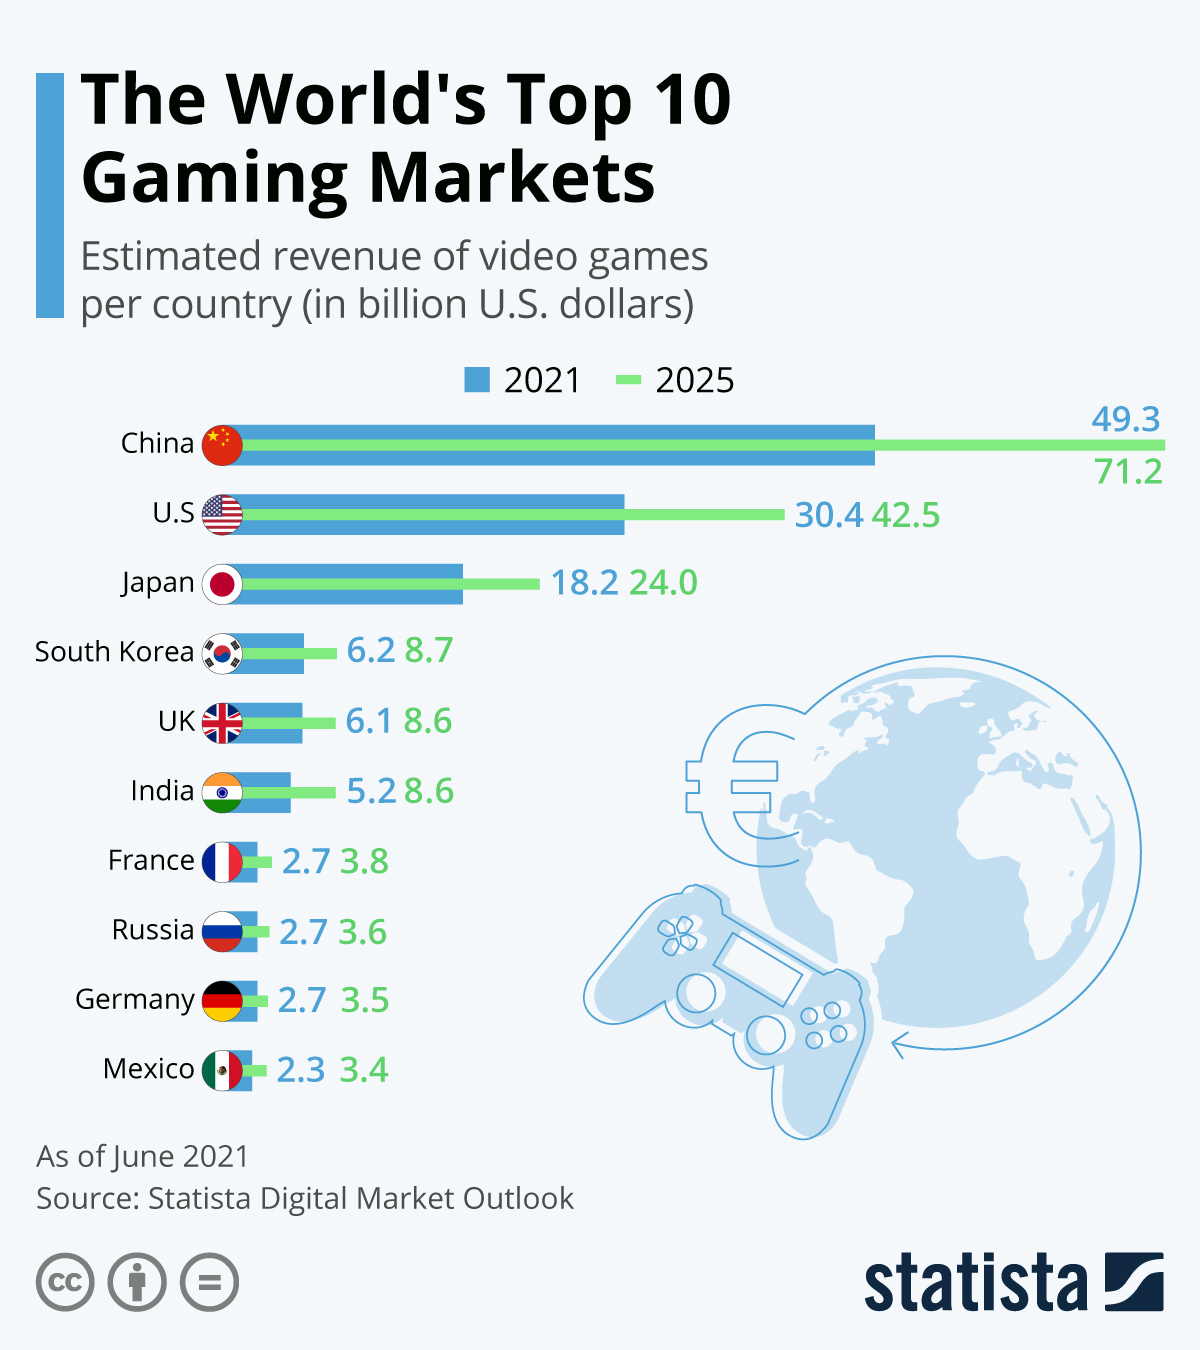 The World's Top 10
Gaming Markets
Estimated revenue of video games
per country (in billion U.S. dollars)
2021 2025
China 49.3
71.2
U.S 30.4 42.5
Japan 18.2 24.0
South Korea 6.2 8.7
UK 6.1 8.6
India 5.2 8.6
France 2.7 3.8
Russia 2.7 3.6
Germany 2.7 3.5
Mexico 2.3 3.4
As of June 2021
Source: Statista Digital Market Outlook
cc
statista